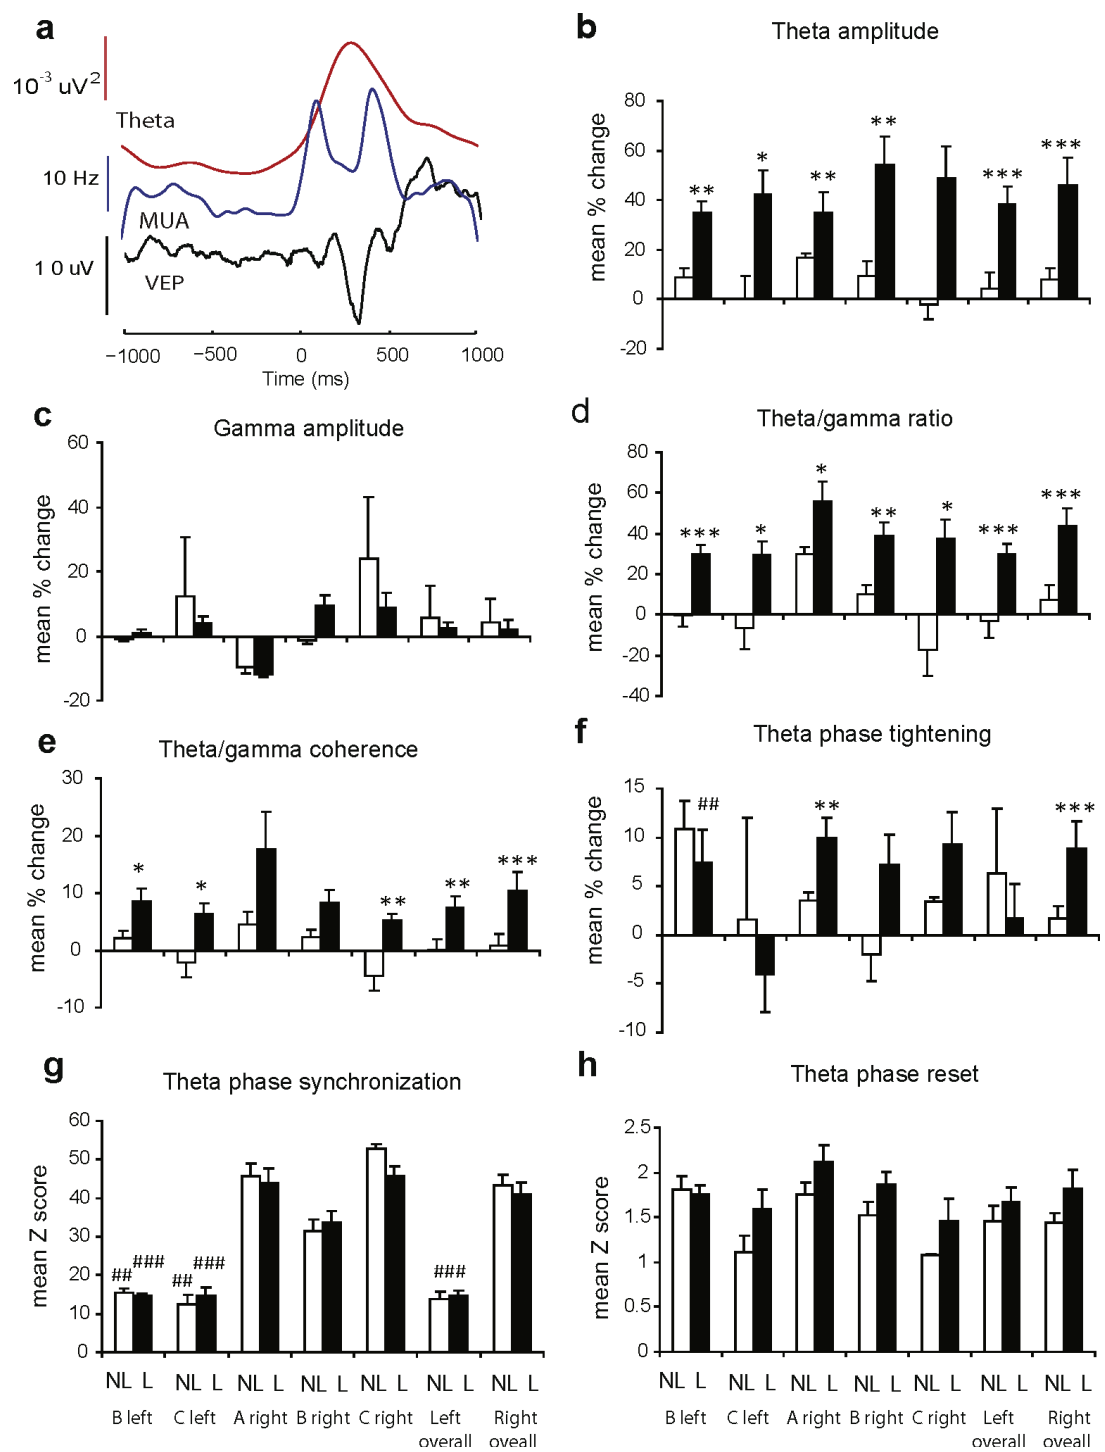 a
10-3 uV2
Theta
10 Hz
MUA
10 uV
VEP
−1000 −500 0 500 1000
Time (ms)
b
Theta amplitude
mean % change
80
60
40
20
0
-20
** * ** ** *** ***
c
Gamma amplitude
mean % change
60
40
20
0
-20
d
Theta/gamma ratio
mean % change
80
60
40
20
0
-20
-40
*** * * ** * *** ***
e
Theta/gamma coherence
mean % change
30
20
10
0
-10
* * ** ** ***
f
Theta phase tightening
mean % change
15
10
5
0
-5
-10
## ** ***
g
Theta phase synchronization
mean Z score
60
50
40
30
20
10
0
## ### ## ### ###
NL L NL L NL L NL L NL L NL L NL L
B left C left A right B right C right Left overall Right oveall
h
Theta phase reset
mean Z score
2.5
2
1.5
1
0.5
0
NL L NL L NL L NL L NL L NL L NL L
B left C left A right B right C right Left overall Right oveall